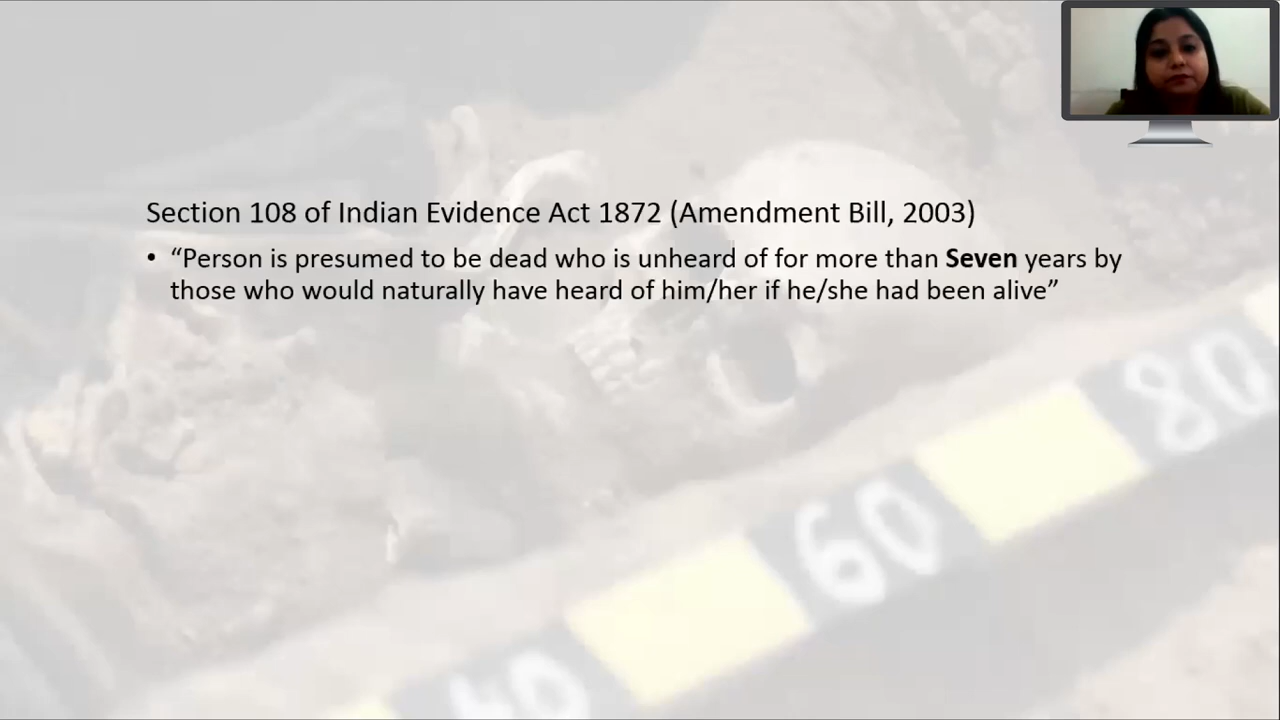 Section 108 of Indian Evidence Act 1872 (Amendment Bill, 2003)
• “Person is presumed to be dead who is unheard of for more than Seven years by
those who would naturally have heard of him/her if he/she had been alive”
80
60
40